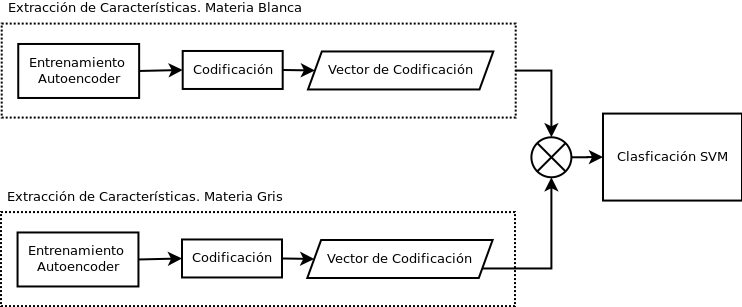 Extracción de Características. Materia Blanca
Entrenamiento
Autoencoder
Codificación
Vector de Codificación
Clasficación SVM
Extracción de Características. Materia Gris
Entrenamiento
Autoencoder
Codificación
Vector de Codificación